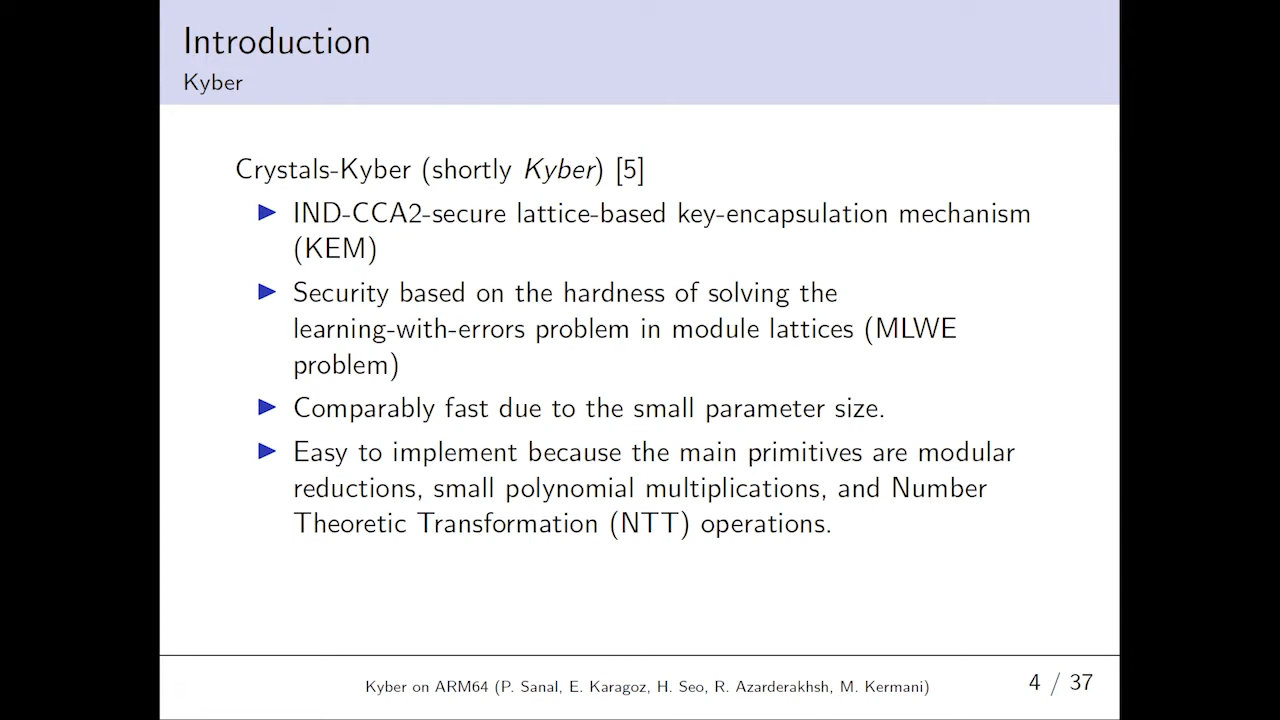 Introduction
Kyber
Crystals-Kyber (shortly Kyber) [5]
IND-CCA2-secure lattice-based key-encapsulation mechanism
(KEM)
Security based on the hardness of solving the
learning-with-errors problem in module lattices (MLWE
problem)
Comparably fast due to the small parameter size.
Easy to implement because the main primitives are modular
reductions, small polynomial multiplications, and Number
Theoretic Transformation (NTT) operations.
Kyber on ARM64 (P. Sanal, E. Karagoz, H. Seo, R. Azarderakhsh, M. Kermani)
4 / 37